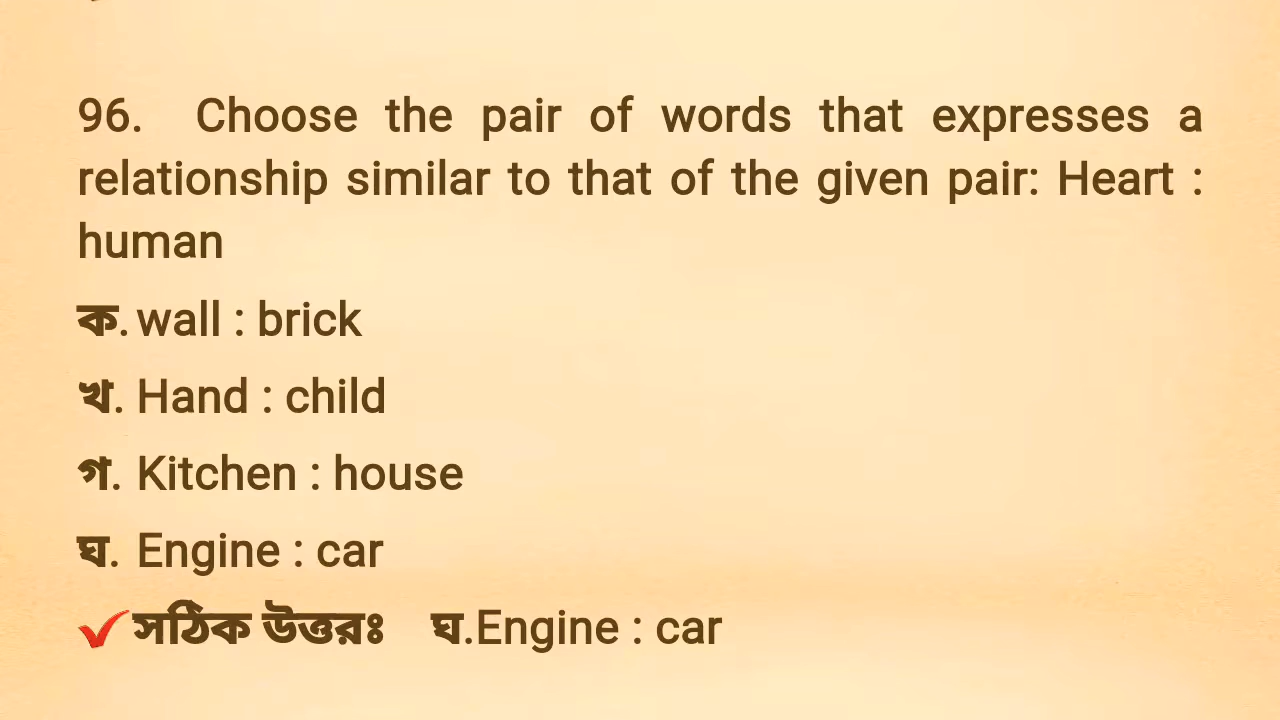 96. Choose the pair of words that expresses a
relationship similar to that of the given pair: Heart :
human
ক. wall : brick
খ. Hand : child
গ. Kitchen : house
ঘ. Engine : car
✔সঠিক উত্তরঃ ঘ.Engine : car